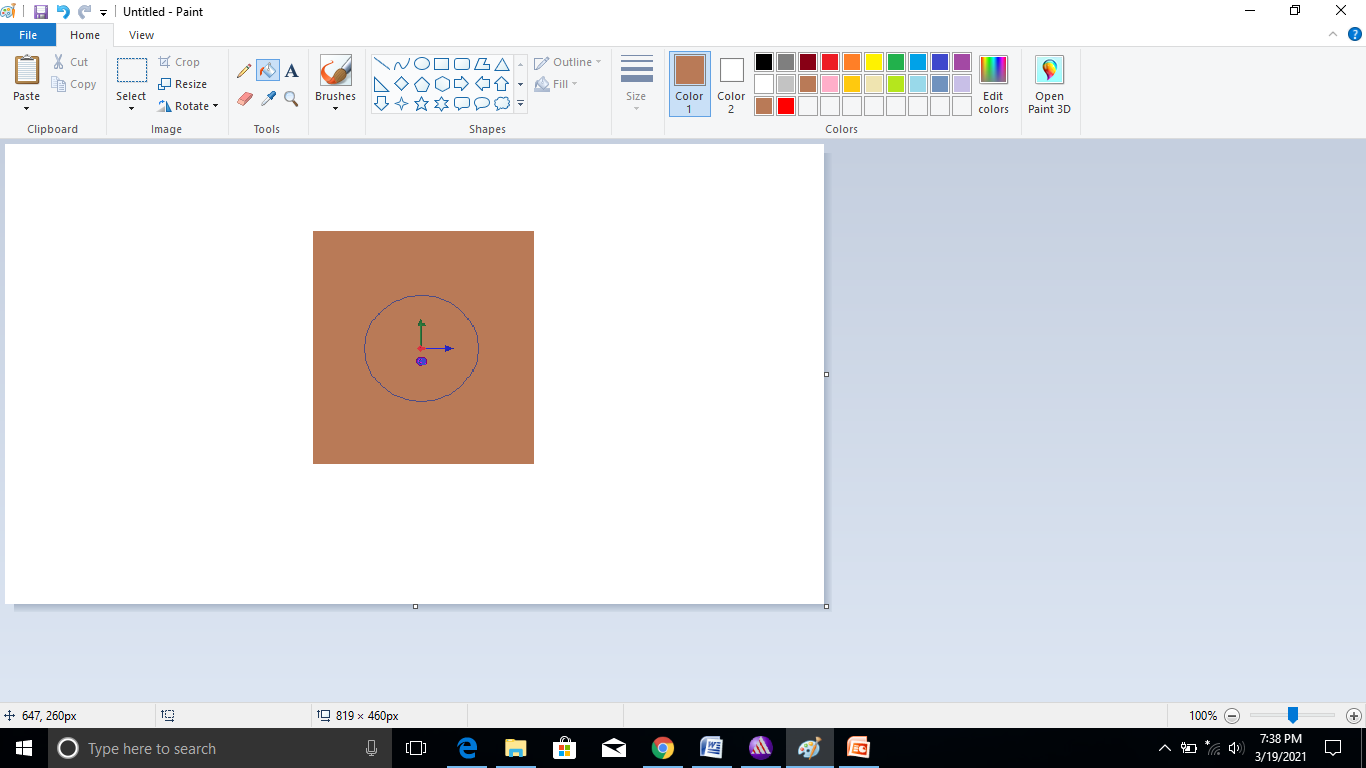 Untitled - Paint
File
Home
View
Paste
Cut
Copy
Clipboard
Select
Crop
Resize
Rotate
Image
A
Tools
Brushes
Shapes
Outline
Fill
Size
Color
1
Color
2
Colors
Edit
colors
Open
Paint 3D
?
647, 260px
819 × 460px
100%
Type here to search
7:38 PM
3/19/2021